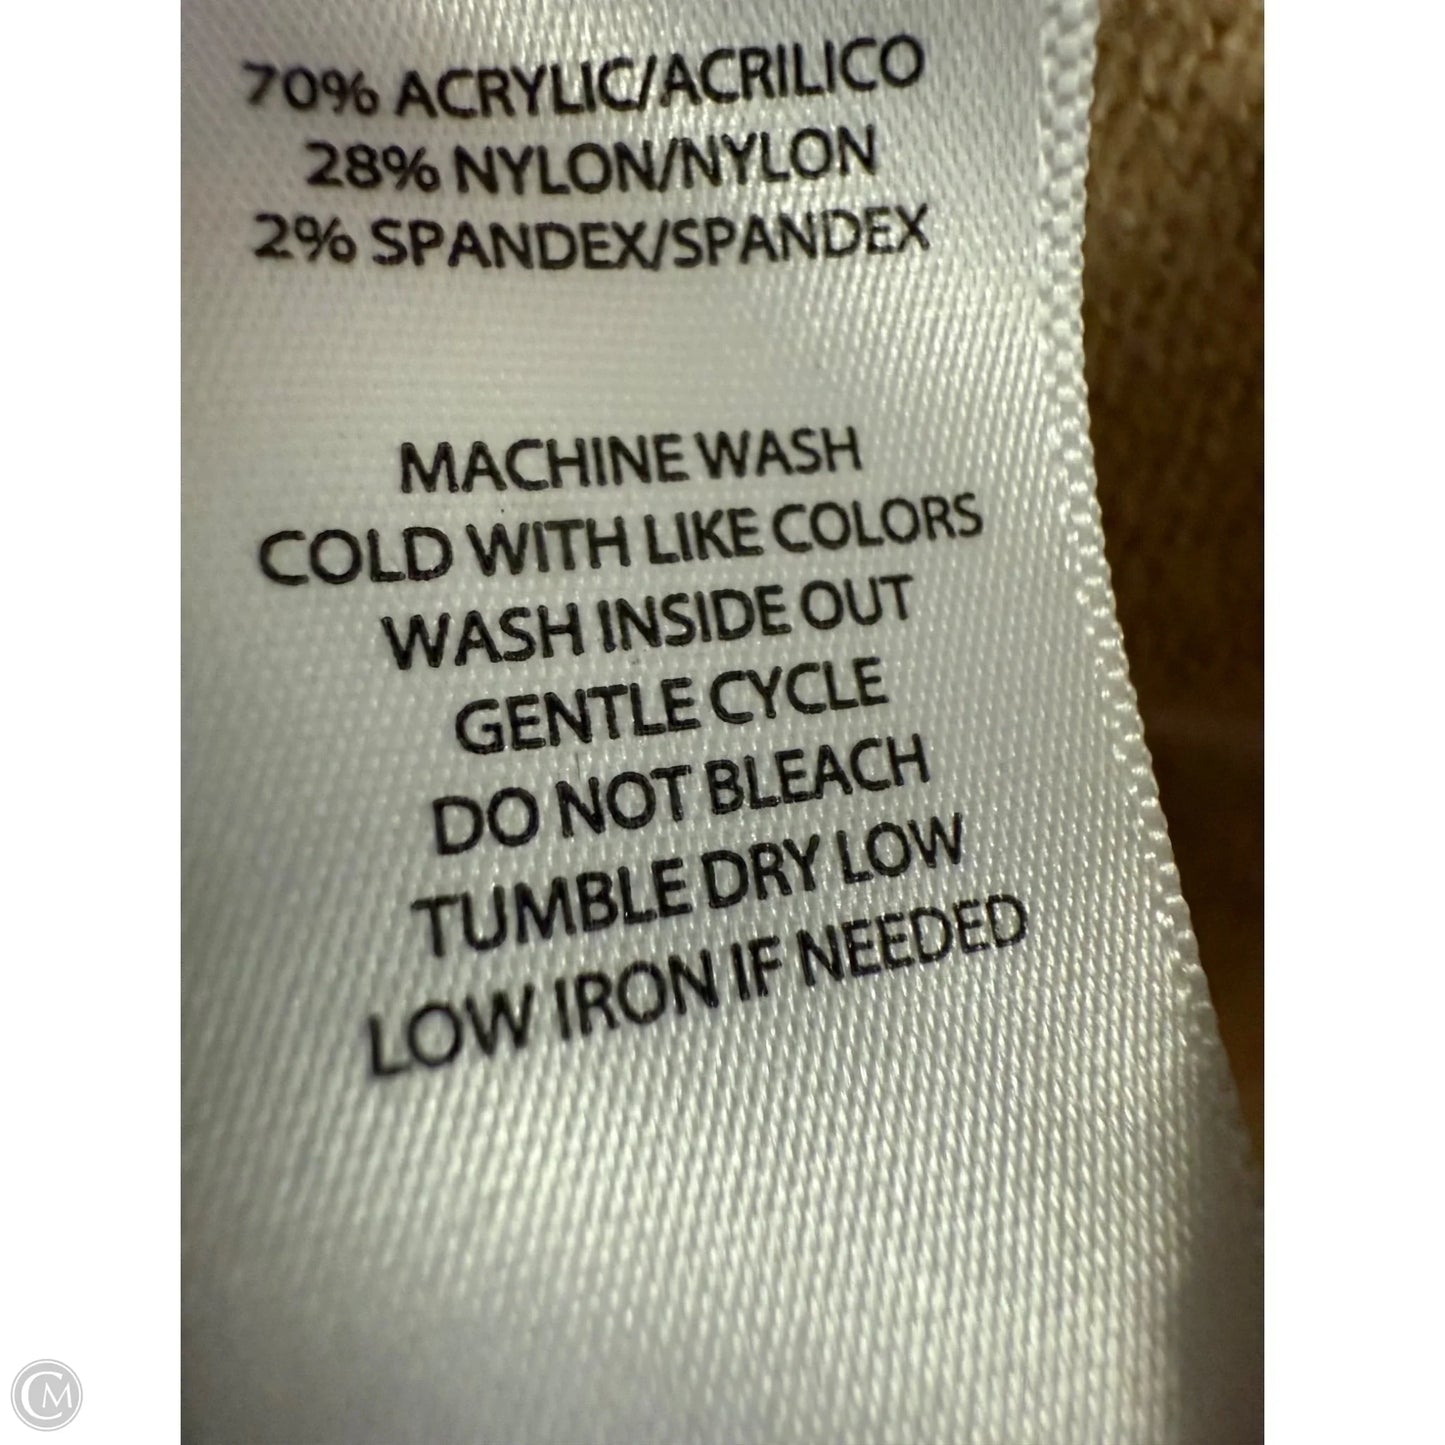 70% ACRYLIC/ACRILICO
28% NYLON/NYLON
2% SPANDEX/SPANDEX
MACHINE WASH
COLD WITH LIKE COLORS
WASH INSIDE OUT
GENTLE CYCLE
DO NOT BLEACH
TUMBLE DRY LOW
LOW IRON IF NEEDED
CM